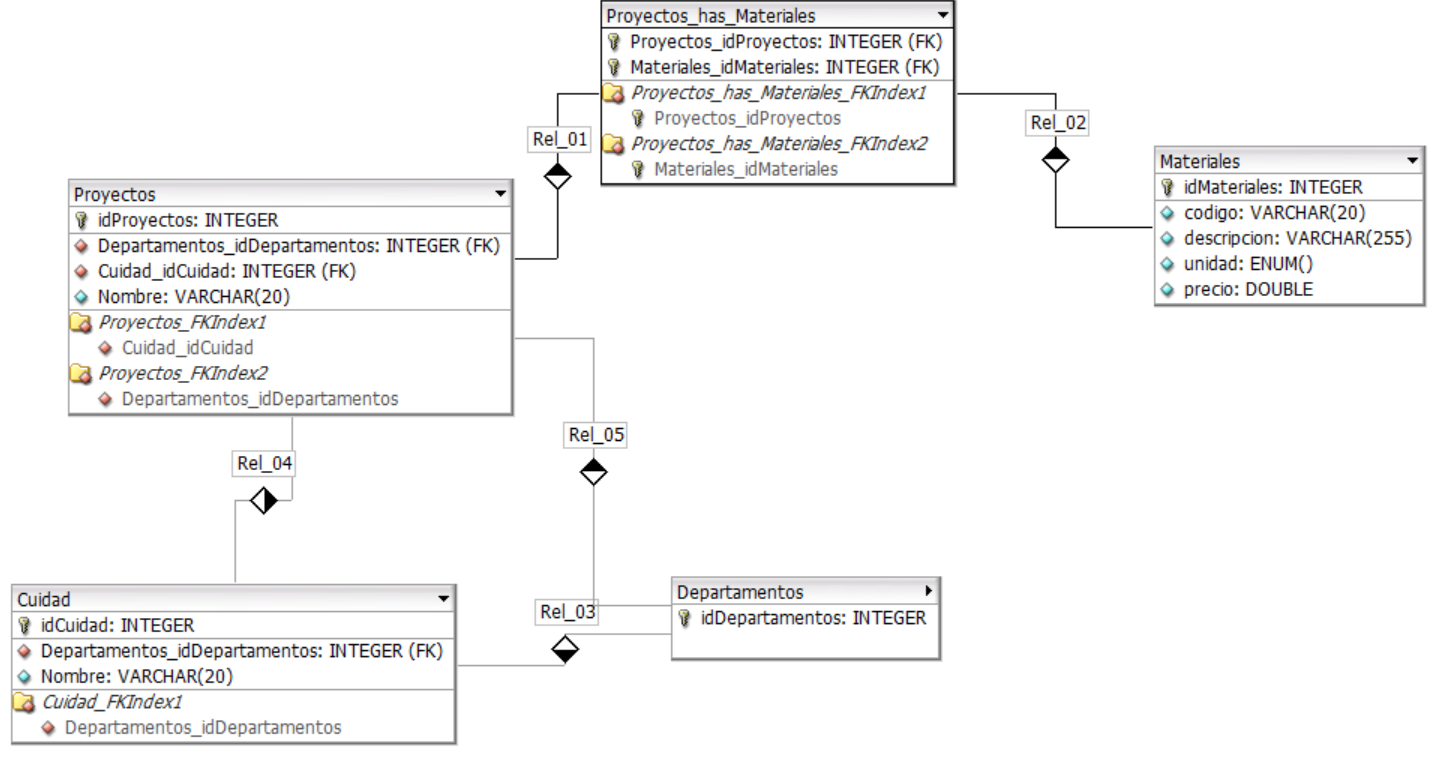 Proyectos_has_Materiales
Proyectos_idProyectos: INTEGER (FK)
Materiales_idMateriales: INTEGER (FK)
Proyectos_has_Materiales_FKIndex1
Proyectos_idProyectos
Proyectos_has_Materiales_FKIndex2
Materiales_idMateriales
Rel_01
Rel_02
Materiales
idMateriales: INTEGER
codigo: VARCHAR(20)
descripcion: VARCHAR(255)
unidad: ENUM()
precio: DOUBLE
Proyectos
idProyectos: INTEGER
Departamentos_idDepartamentos: INTEGER (FK)
Cuidad_idCuidad: INTEGER (FK)
Nombre: VARCHAR(20)
Proyectos_FKIndex1
Cuidad_idCuidad
Proyectos_FKIndex2
Departamentos_idDepartamentos
Rel_05
Rel_04
Cuidad
idCuidad: INTEGER
Departamentos_idDepartamentos: INTEGER (FK)
Nombre: VARCHAR(20)
Cuidad_FKIndex1
Departamentos_idDepartamentos
Rel_03
Departamentos
idDepartamentos: INTEGER